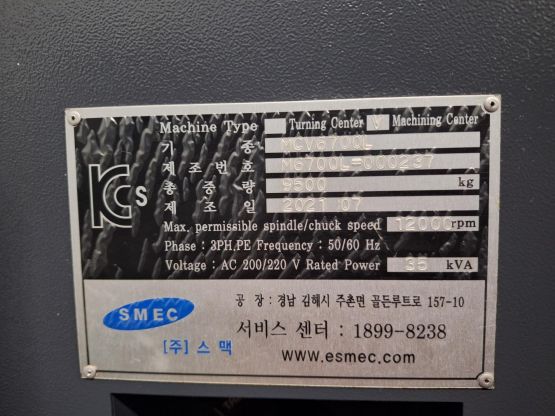 Machine Type Turning Center V Machining Center
기 종 MCV6700L
제 조 번 호 M6700L-000237
총 중 량 9500 kg
제 조 일 2021 07
Max. permissible spindle/chuck speed 12000 rpm
Phase : 3PH,PE Frequency : 50/60 Hz
Voltage : AC 200/220 V Rated Power 35 kVA
KCs
SMEC
[주] 스 맥
공 장 : 경남 김해시 주촌면 골든루트로 157-10
서비스 센터 : 1899-8238
www.esmec.com